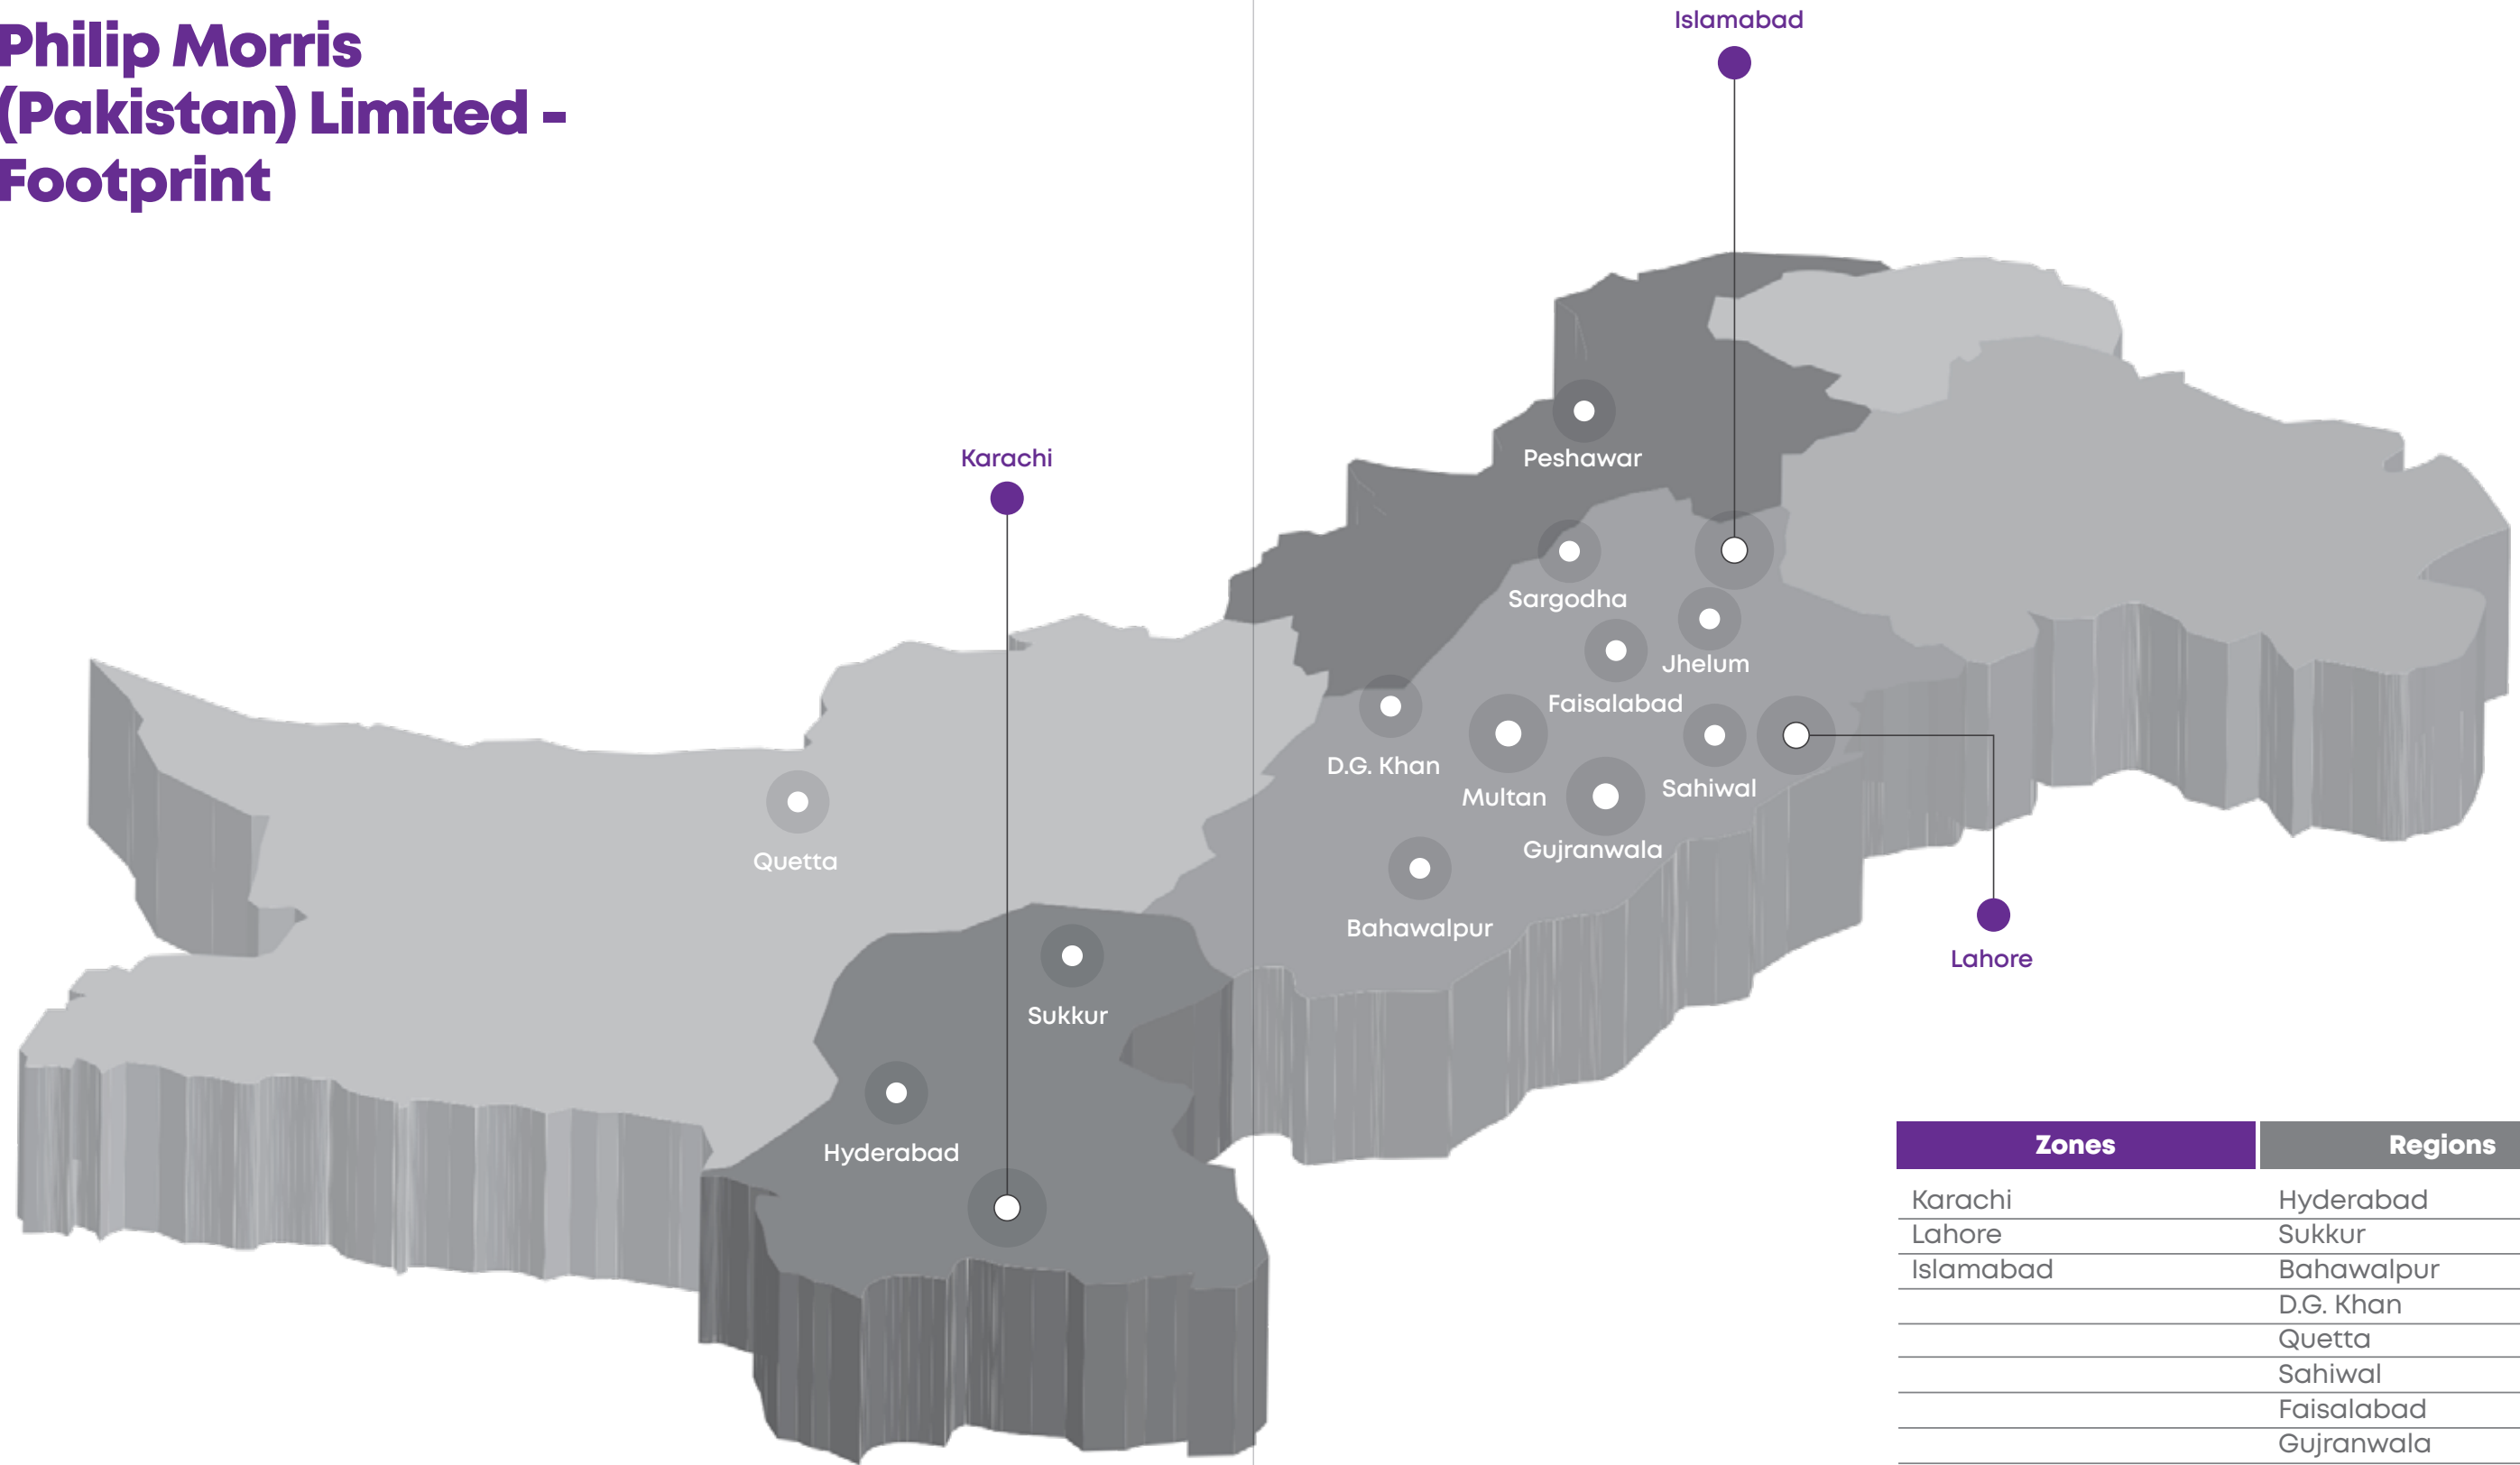 Philip Morris
(Pakistan) Limited -
Footprint
Islamabad
Karachi
Peshawar
Sargodha
Jhelum
Faisalabad
D.G. Khan
Multan
Sahiwal
Gujranwala
Quetta
Bahawalpur
Lahore
Sukkur
Hyderabad
Zones Regions
Karachi Hyderabad
Lahore Sukkur
Islamabad Bahawalpur
D.G. Khan
Quetta
Sahiwal
Faisalabad
Gujranwala